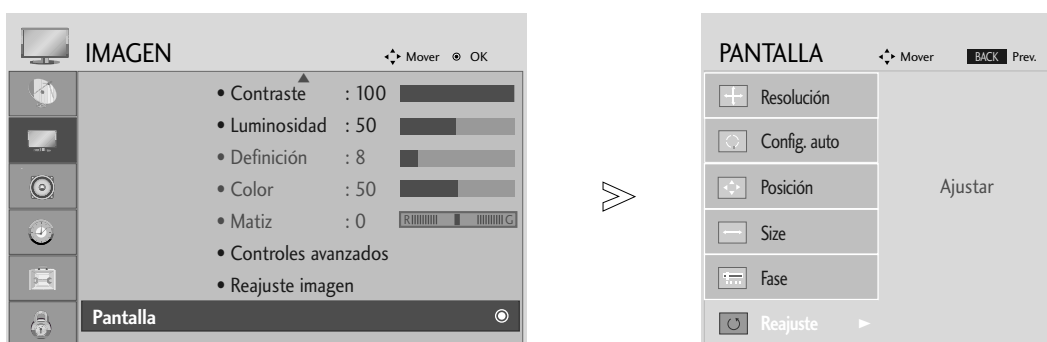 IMAGEN Mover OK
• Contraste : 100
• Luminosidad : 50
• Definición : 8
• Color : 50
• Matiz : 0 R G
• Controles avanzados
• Reajuste imagen
Pantalla
PANTALLA Mover BACK Prev.
Resolución
Config. auto
Posición
Size
Fase
Reajuste
Ajustar